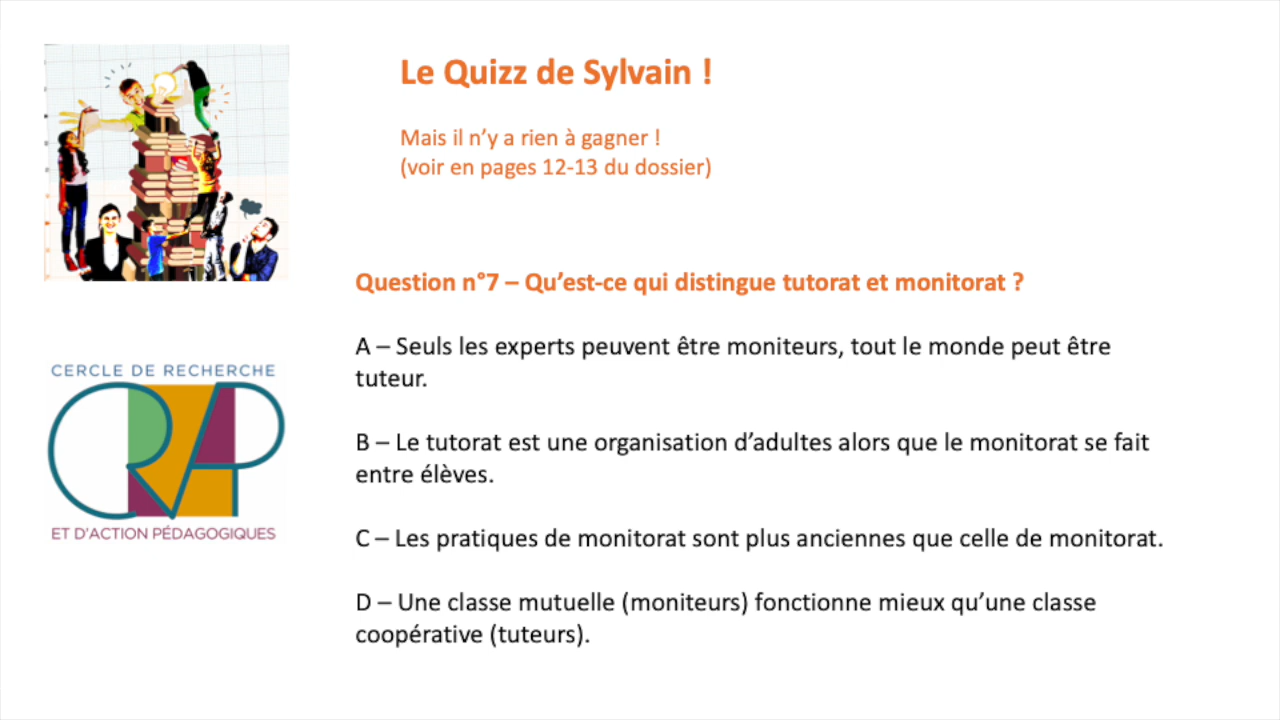 Le Quizz de Sylvain !
Mais il n’y a rien à gagner !
(voir en pages 12-13 du dossier)
Question n°7 – Qu’est-ce qui distingue tutorat et monitorat ?
A – Seuls les experts peuvent être moniteurs, tout le monde peut être
tuteur.
B – Le tutorat est une organisation d’adultes alors que le monitorat se fait
entre élèves.
C – Les pratiques de monitorat sont plus anciennes que celle de monitorat.
D – Une classe mutuelle (moniteurs) fonctionne mieux qu’une classe
coopérative (tuteurs).
CERCLE DE RECHERCHE
CRAP
ET D'ACTION PÉDAGOGIQUES